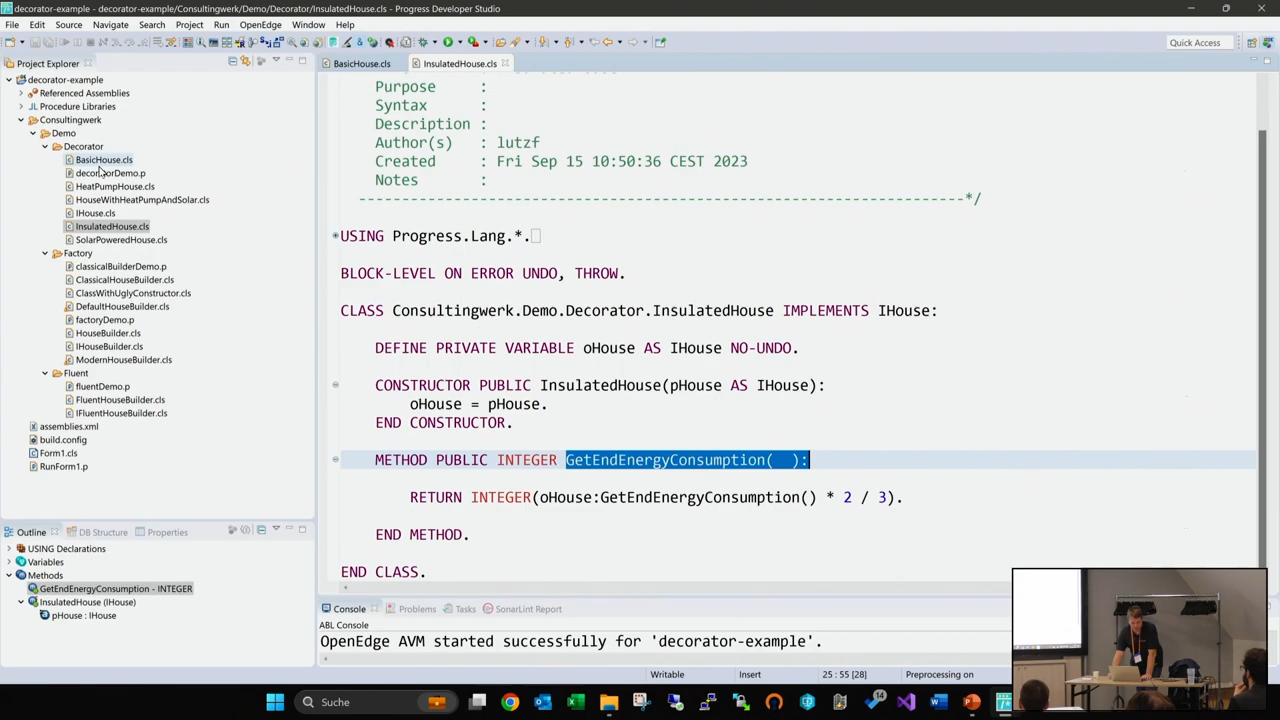 decorator-example - decorator-example/Consultingwerk/Demo/Decorator/InsulatedHouse.cls - Progress Developer Studio
File Edit Source Navigate Search Project Run OpenEdge Window Help
Quick Access
Project Explorer
decorator-example
Referenced Assemblies
Procedure Libraries
Consultingwerk
Demo
Decorator
BasicHouse.cls
HeatPumpHouse.cls
HouseWithHeatPumpAndSolar.cls
IHouse.cls
InsulatedHouse.cls
SolarPoweredHouse.cls
Factory
classicalBuilderDemo.p
ClassicalHouseBuilder.cls
ClassWithUglyConstructor.cls
DefaultHouseBuilder.cls
factoryDemo.p
HouseBuilder.cls
IHouseBuilder.cls
ModernHouseBuilder.cls
Fluent
fluentDemo.p
FluentHouseBuilder.cls
IFluentHouseBuilder.cls
assemblies.xml
build.config
Form1.cls
RunForm1.p
Outline DB Structure Properties
USING Declarations
Variables
Methods
GetEndEnergyConsumption - INTEGER
InsulatedHouse (IHouse)
pHouse : IHouse
BasicHouse.cls InsulatedHouse.cls
Purpose :
Syntax :
Description :
Author(s) : lutzf
Created : Fri Sep 15 10:50:36 CEST 2023
Notes :
----------------------------------------------------------------------*/
USING Progress.Lang.*.
BLOCK-LEVEL ON ERROR UNDO, THROW.
CLASS Consultingwerk.Demo.Decorator.InsulatedHouse IMPLEMENTS IHouse:
DEFINE PRIVATE VARIABLE oHouse AS IHouse NO-UNDO.
CONSTRUCTOR PUBLIC InsulatedHouse(pHouse AS IHouse):
oHouse = pHouse.
END CONSTRUCTOR.
METHOD PUBLIC INTEGER GetEndEnergyConsumption(  ):
RETURN INTEGER(oHouse:GetEndEnergyConsumption() * 2 / 3).
END METHOD.
END CLASS.
Console Problems Tasks SonarLint Report
ABL Console
OpenEdge AVM started successfully for 'decorator-example'.
Writable Insert 25 : 55 [28] Preprocessing on
Suche
14